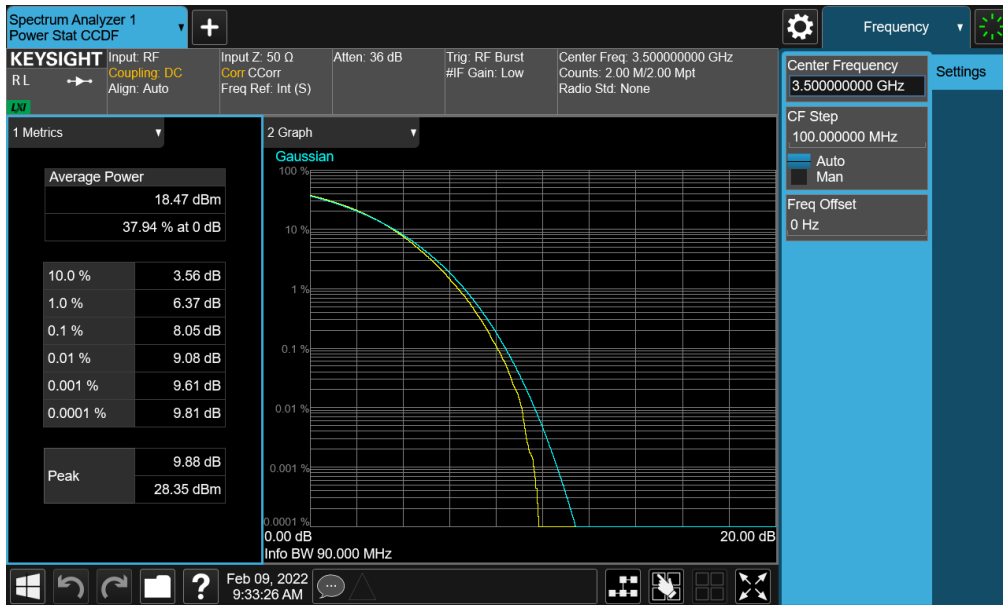 Spectrum Analyzer 1
Power Stat CCDF
+
Frequency
KEYSIGHT
R L
LXI
Input: RF
Coupling: DC
Align: Auto
Input Z: 50 Ω
Corr CCorr
Freq Ref: Int (S)
Atten: 36 dB
Trig: RF Burst
#IF Gain: Low
Center Freq: 3.500000000 GHz
Counts: 2.00 M/2.00 Mpt
Radio Std: None
Center Frequency
3.500000000 GHz
Settings
CF Step
100.000000 MHz
Auto
Man
Freq Offset
0 Hz
1 Metrics
Average Power
18.47 dBm
37.94 % at 0 dB
10.0 % 3.56 dB
1.0 % 6.37 dB
0.1 % 8.05 dB
0.01 % 9.08 dB
0.001 % 9.61 dB
0.0001 % 9.81 dB
Peak
9.88 dB
28.35 dBm
2 Graph
Gaussian
100 %
10 %
1 %
0.1 %
0.01 %
0.001 %
0.0001 %
0.00 dB
20.00 dB
Info BW 90.000 MHz
?
Feb 09, 2022
9:33:26 AM